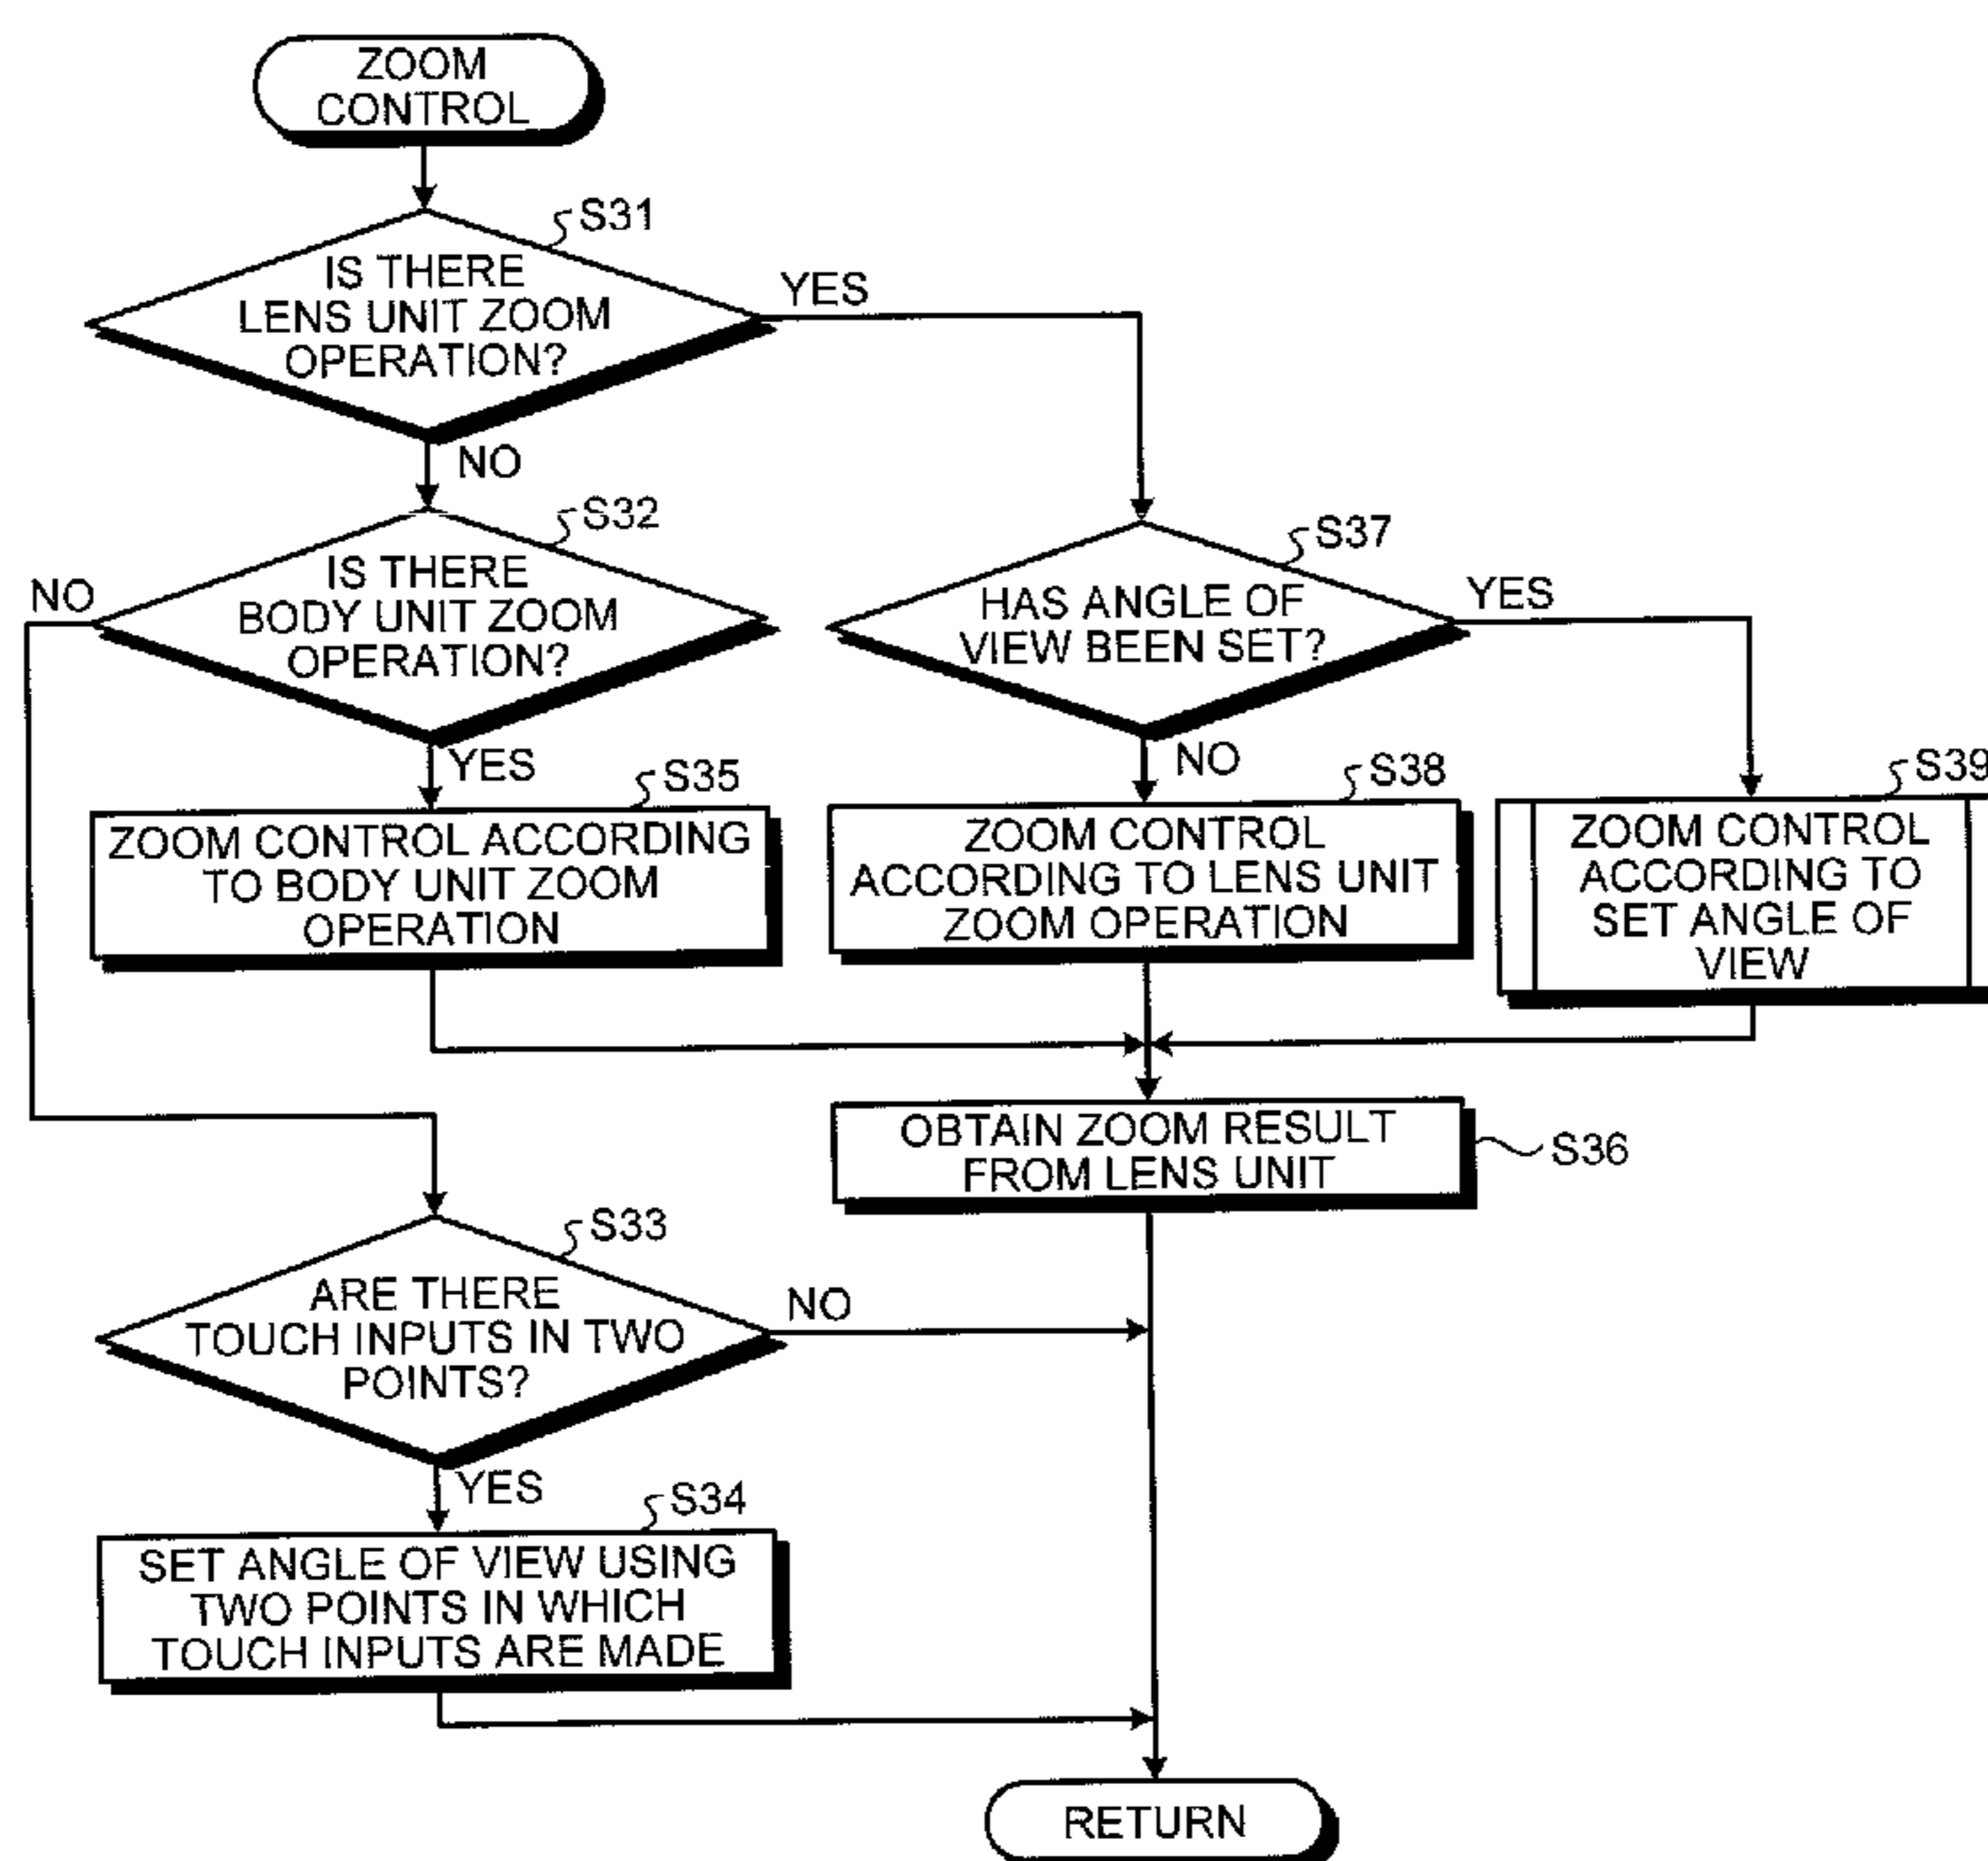 ZOOM
CONTROL
S31
IS THERE
LENS UNIT ZOOM
OPERATION?
YES
NO
S32
IS THERE
BODY UNIT ZOOM
OPERATION?
NO
YES
S37
HAS ANGLE OF
VIEW BEEN SET?
YES
NO
S35
ZOOM CONTROL ACCORDING
TO BODY UNIT ZOOM
OPERATION
S38
ZOOM CONTROL
ACCORDING TO LENS UNIT
ZOOM OPERATION
S39
ZOOM CONTROL
ACCORDING TO
SET ANGLE OF
VIEW
OBTAIN ZOOM RESULT
FROM LENS UNIT
S36
S33
ARE THERE
TOUCH INPUTS IN TWO
POINTS?
NO
YES
S34
SET ANGLE OF VIEW USING
TWO POINTS IN WHICH
TOUCH INPUTS ARE MADE
RETURN